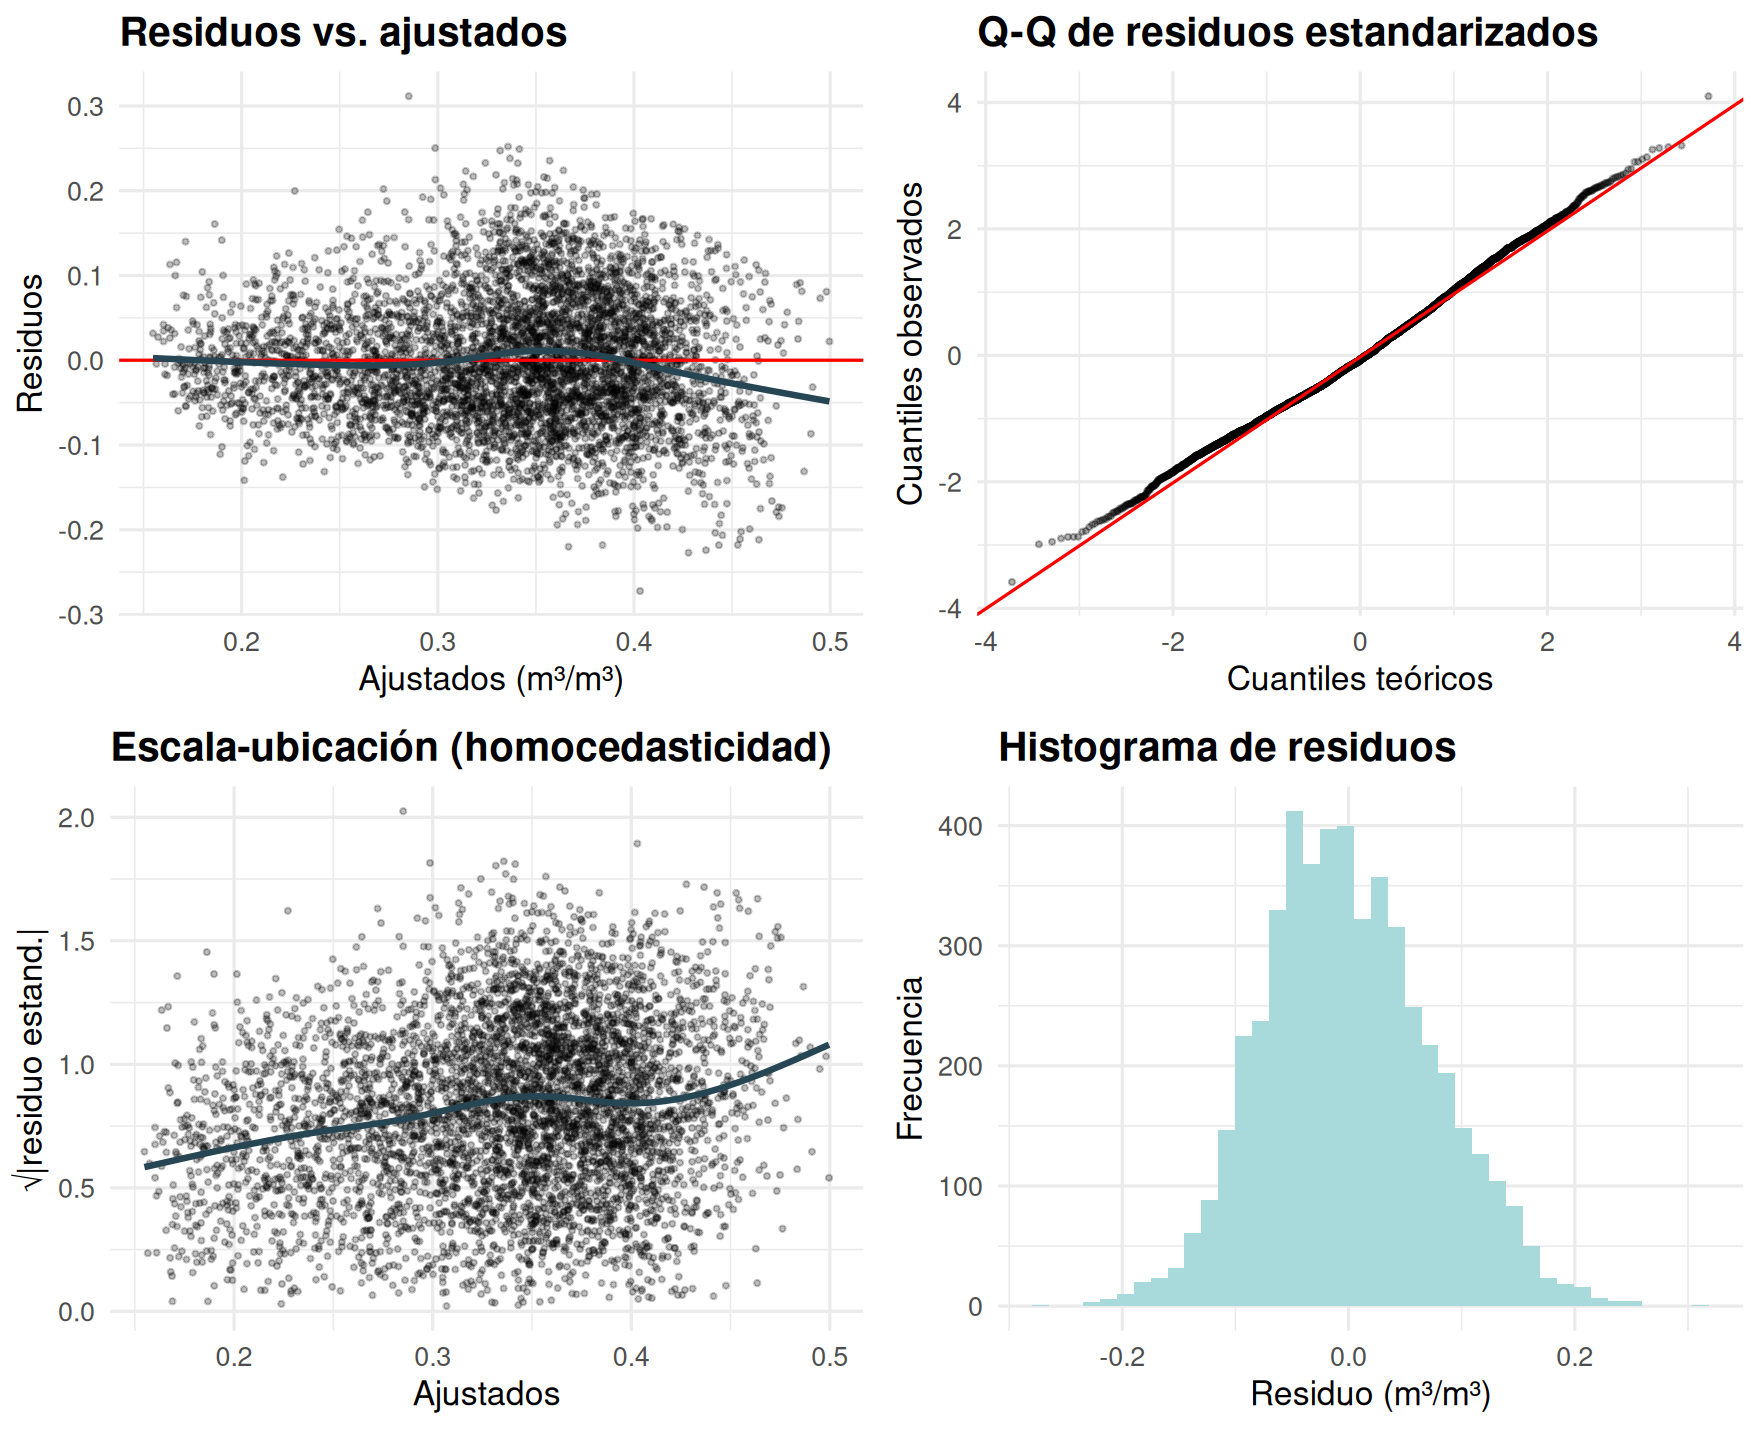 Residuos vs. ajustados
0.3
0.2
0.1
0.0
-0.1
-0.2
-0.3
Residuos
0.2 0.3 0.4 0.5
Ajustados (m³/m³)
Q-Q de residuos estandarizados
4
2
0
-2
-4
Cuantiles observados
-4 -2 0 2 4
Cuantiles teóricos
Escala-ubicación (homocedasticidad)
2.0
1.5
1.0
0.5
0.0
√|residuo estand.|
0.2 0.3 0.4 0.5
Ajustados
Histograma de residuos
400
300
200
100
0
Frecuencia
-0.2 0.0 0.2
Residuo (m³/m³)